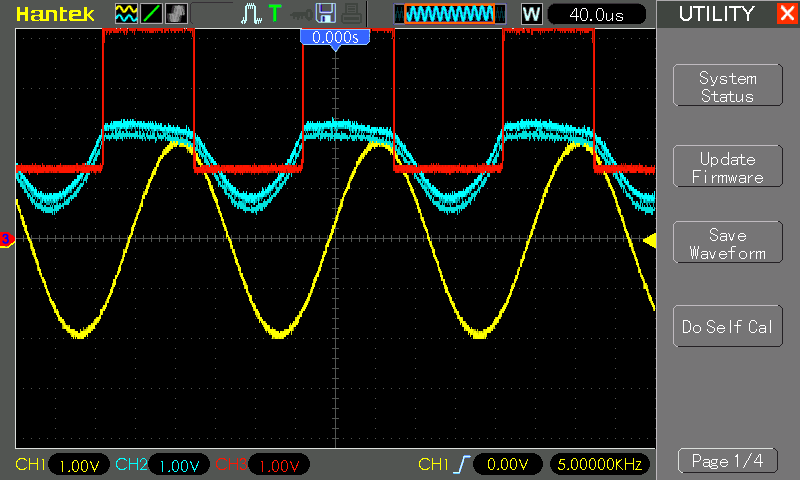 Hantek
T
W
40.0us
UTILITY
0.000s
System
Status
Update
Firmware
Save
Waveform
Do Self Cal
3
CH1 1.00V CH2 1.00V CH3 1.00V CH1 0.00V 5.00000KHz
Page 1/4